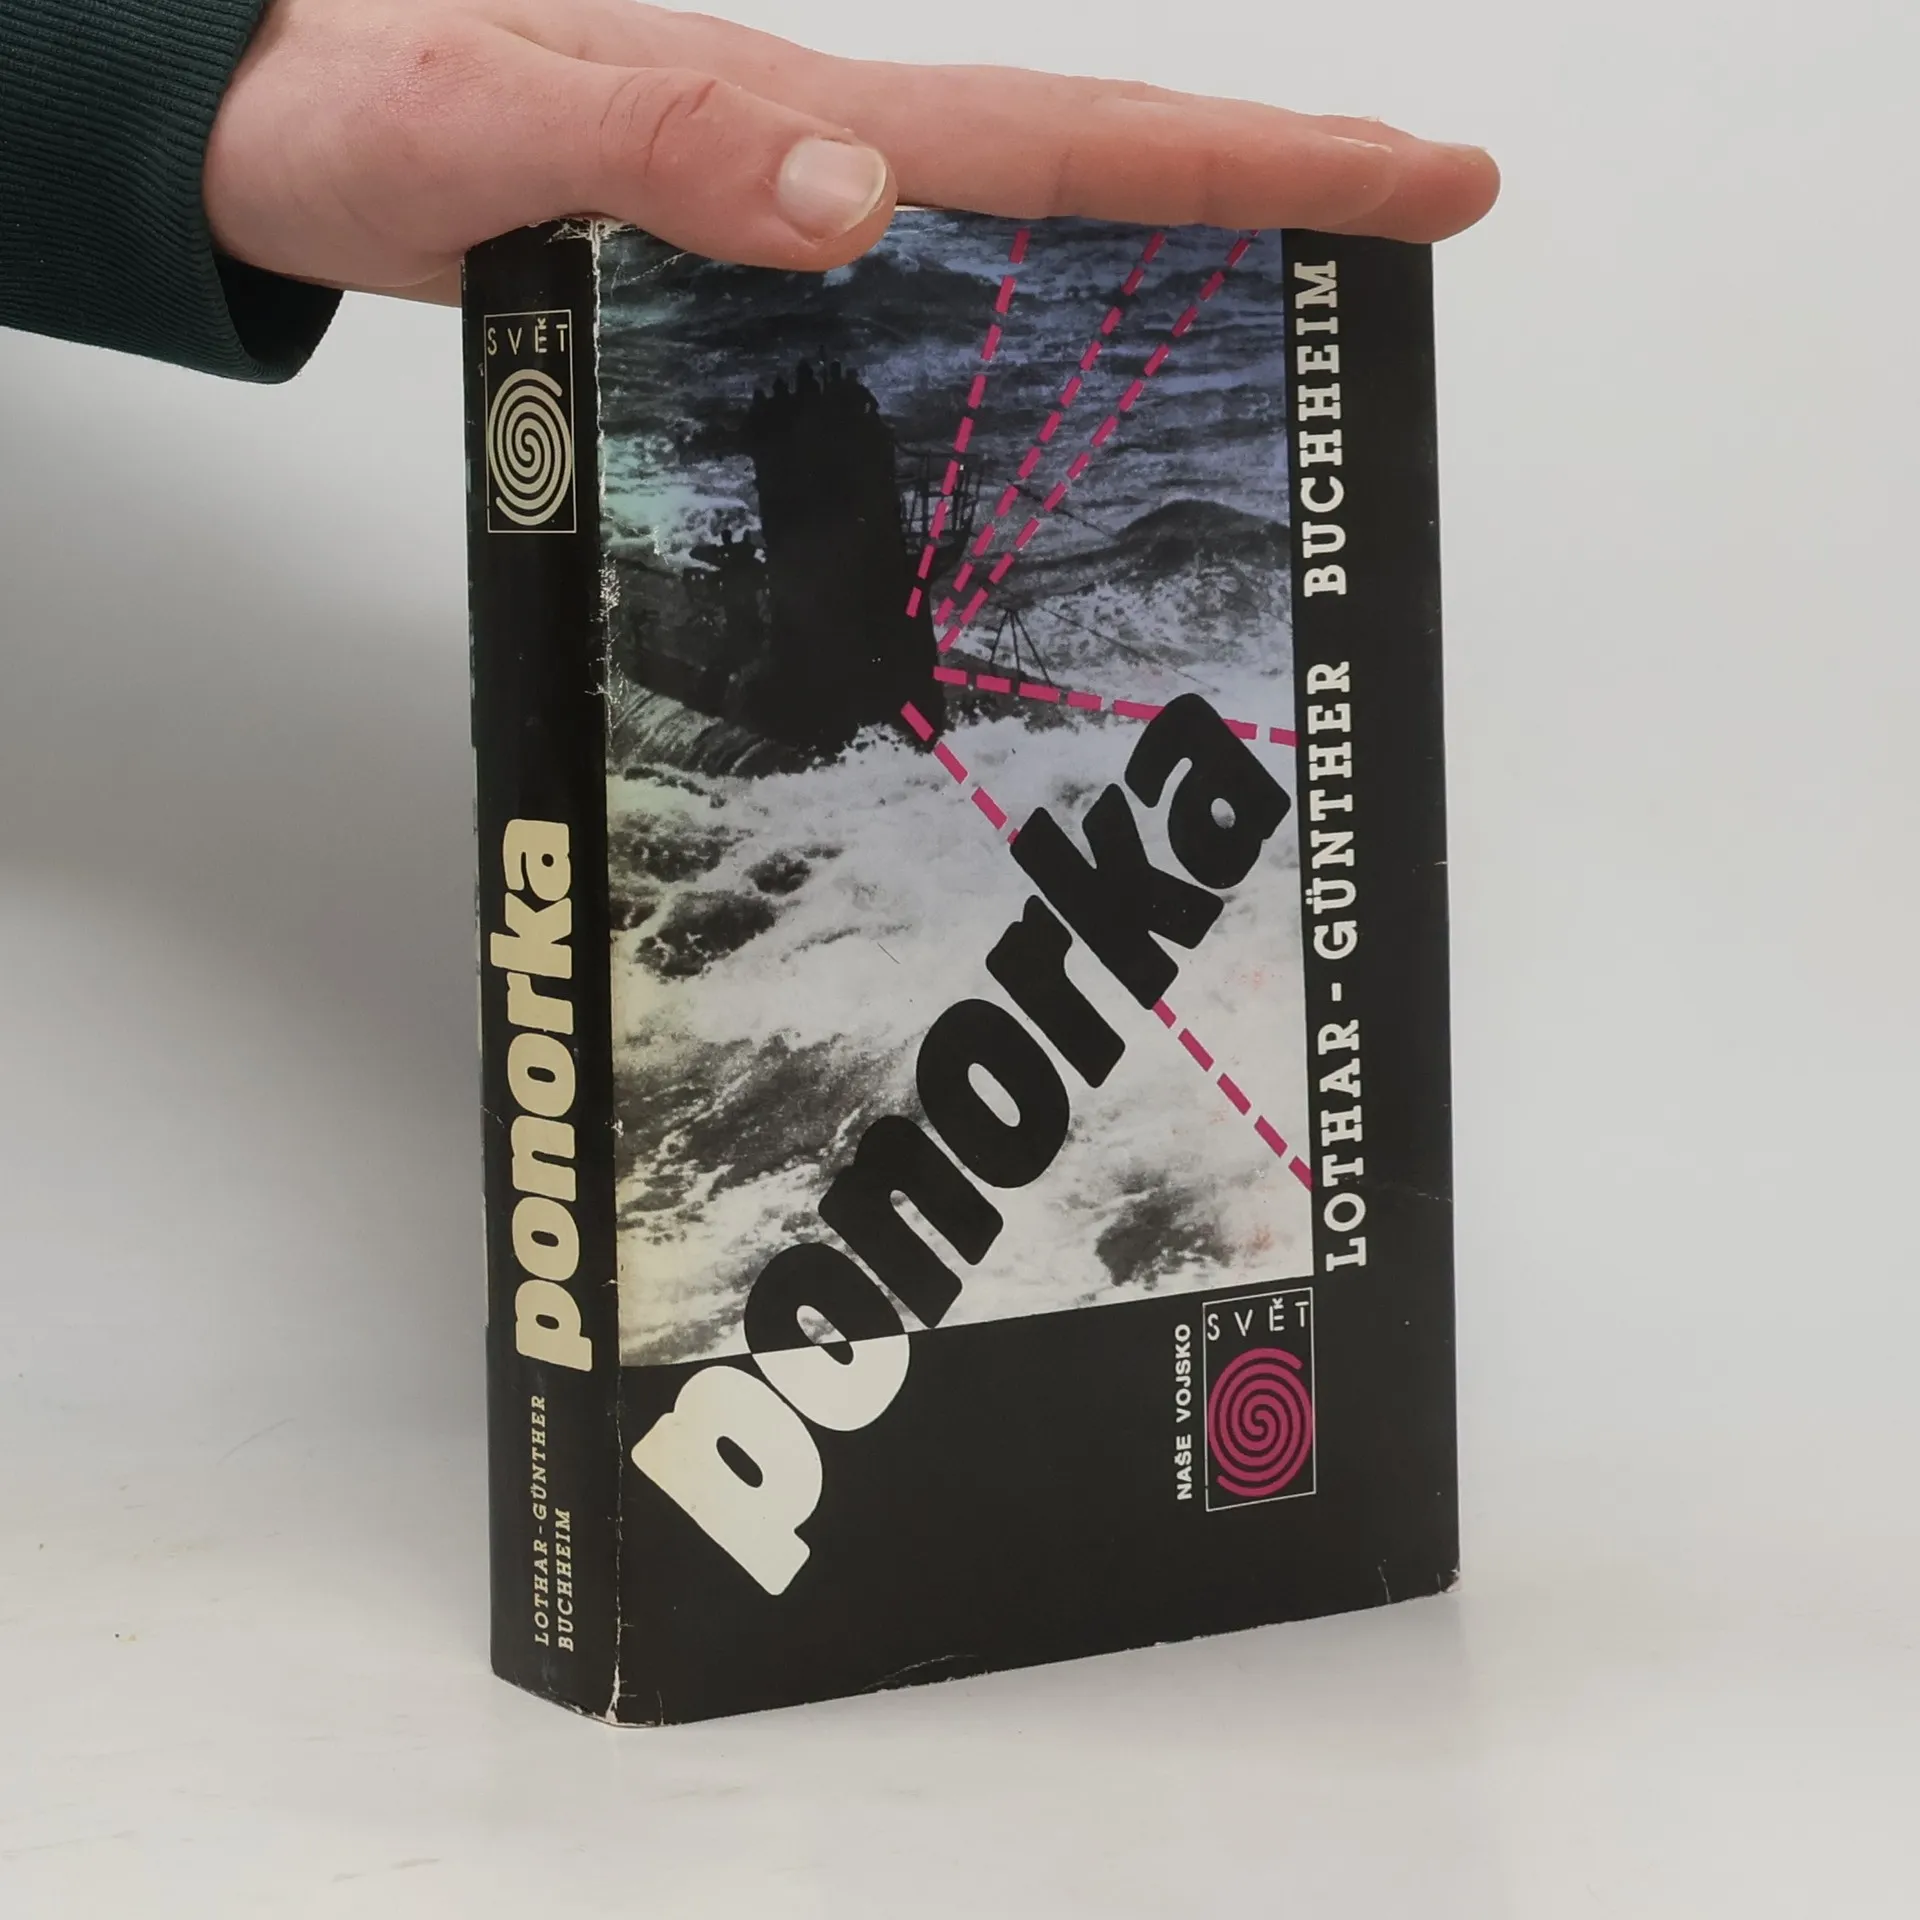 SVĚT
ponorka
LOTHAR-GÜNTHER
BUCHHEIM
LOTHAR-GÜNTHER BUCHHEIM
ponorka
NAŠE VOJSKO
SVĚT